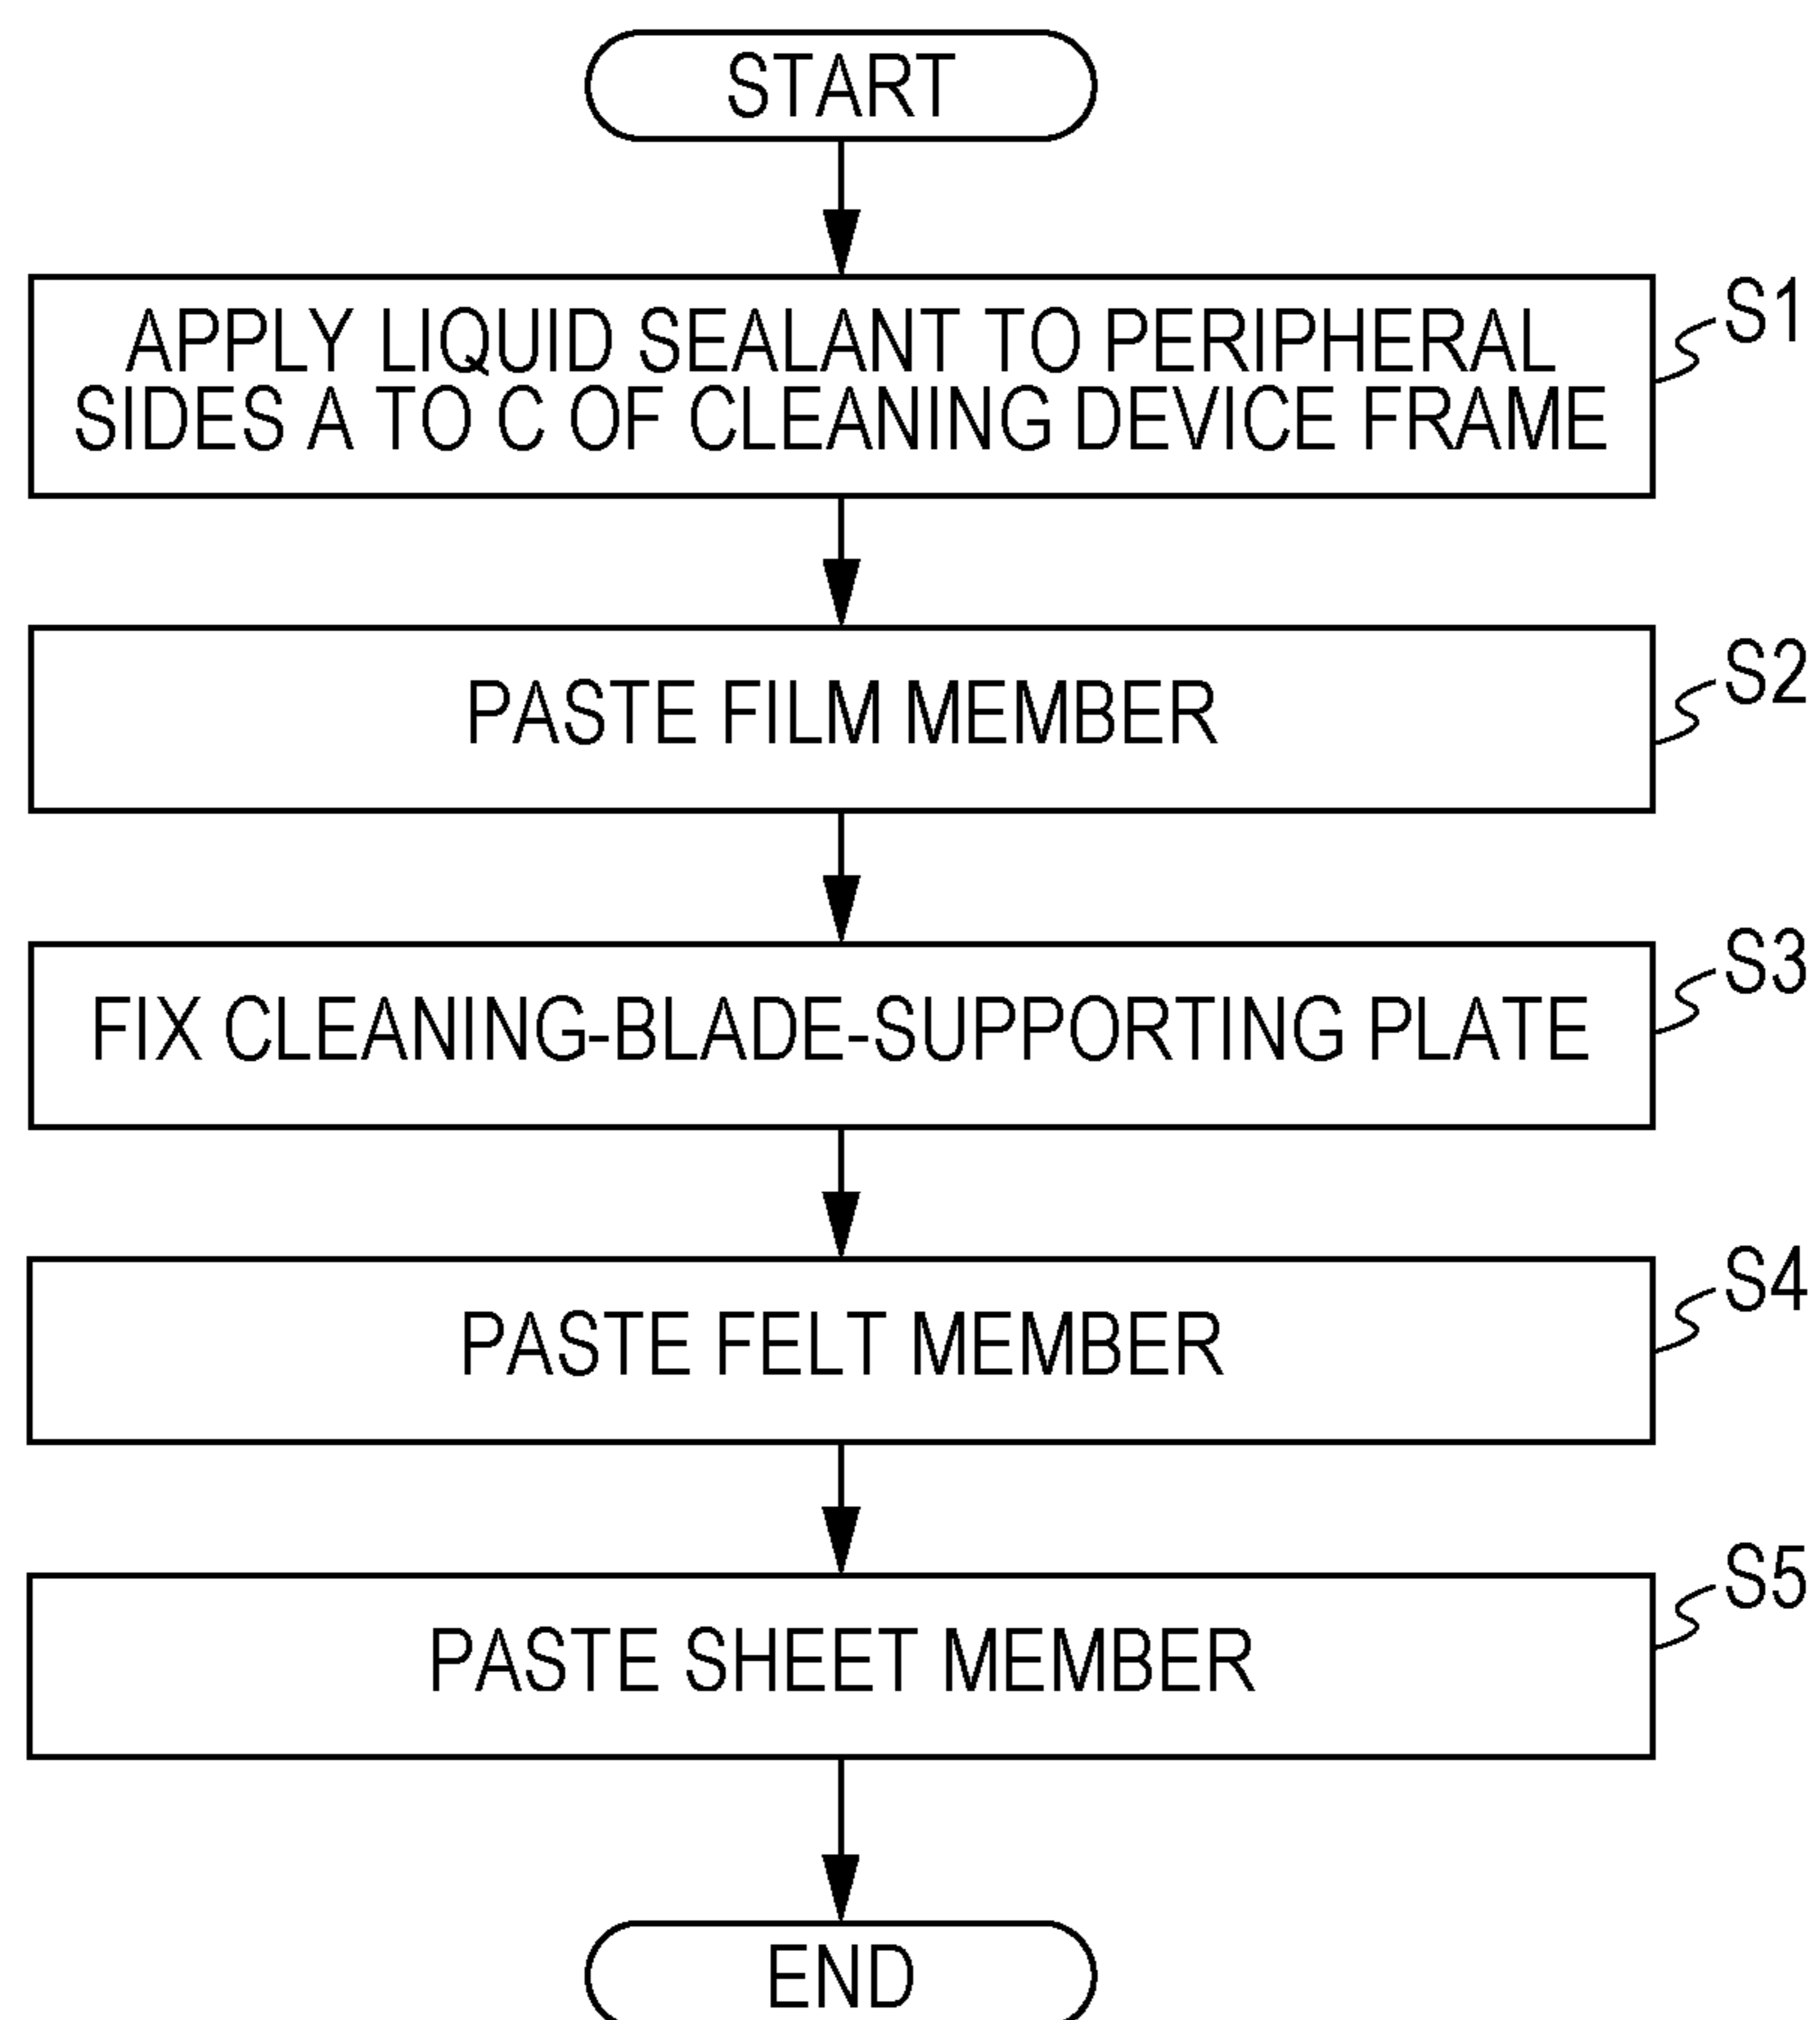 START
APPLY LIQUID SEALANT TO PERIPHERAL
SIDES A TO C OF CLEANING DEVICE FRAME
S1
PASTE FILM MEMBER
S2
FIX CLEANING-BLADE-SUPPORTING PLATE
S3
PASTE FELT MEMBER
S4
PASTE SHEET MEMBER
S5
END